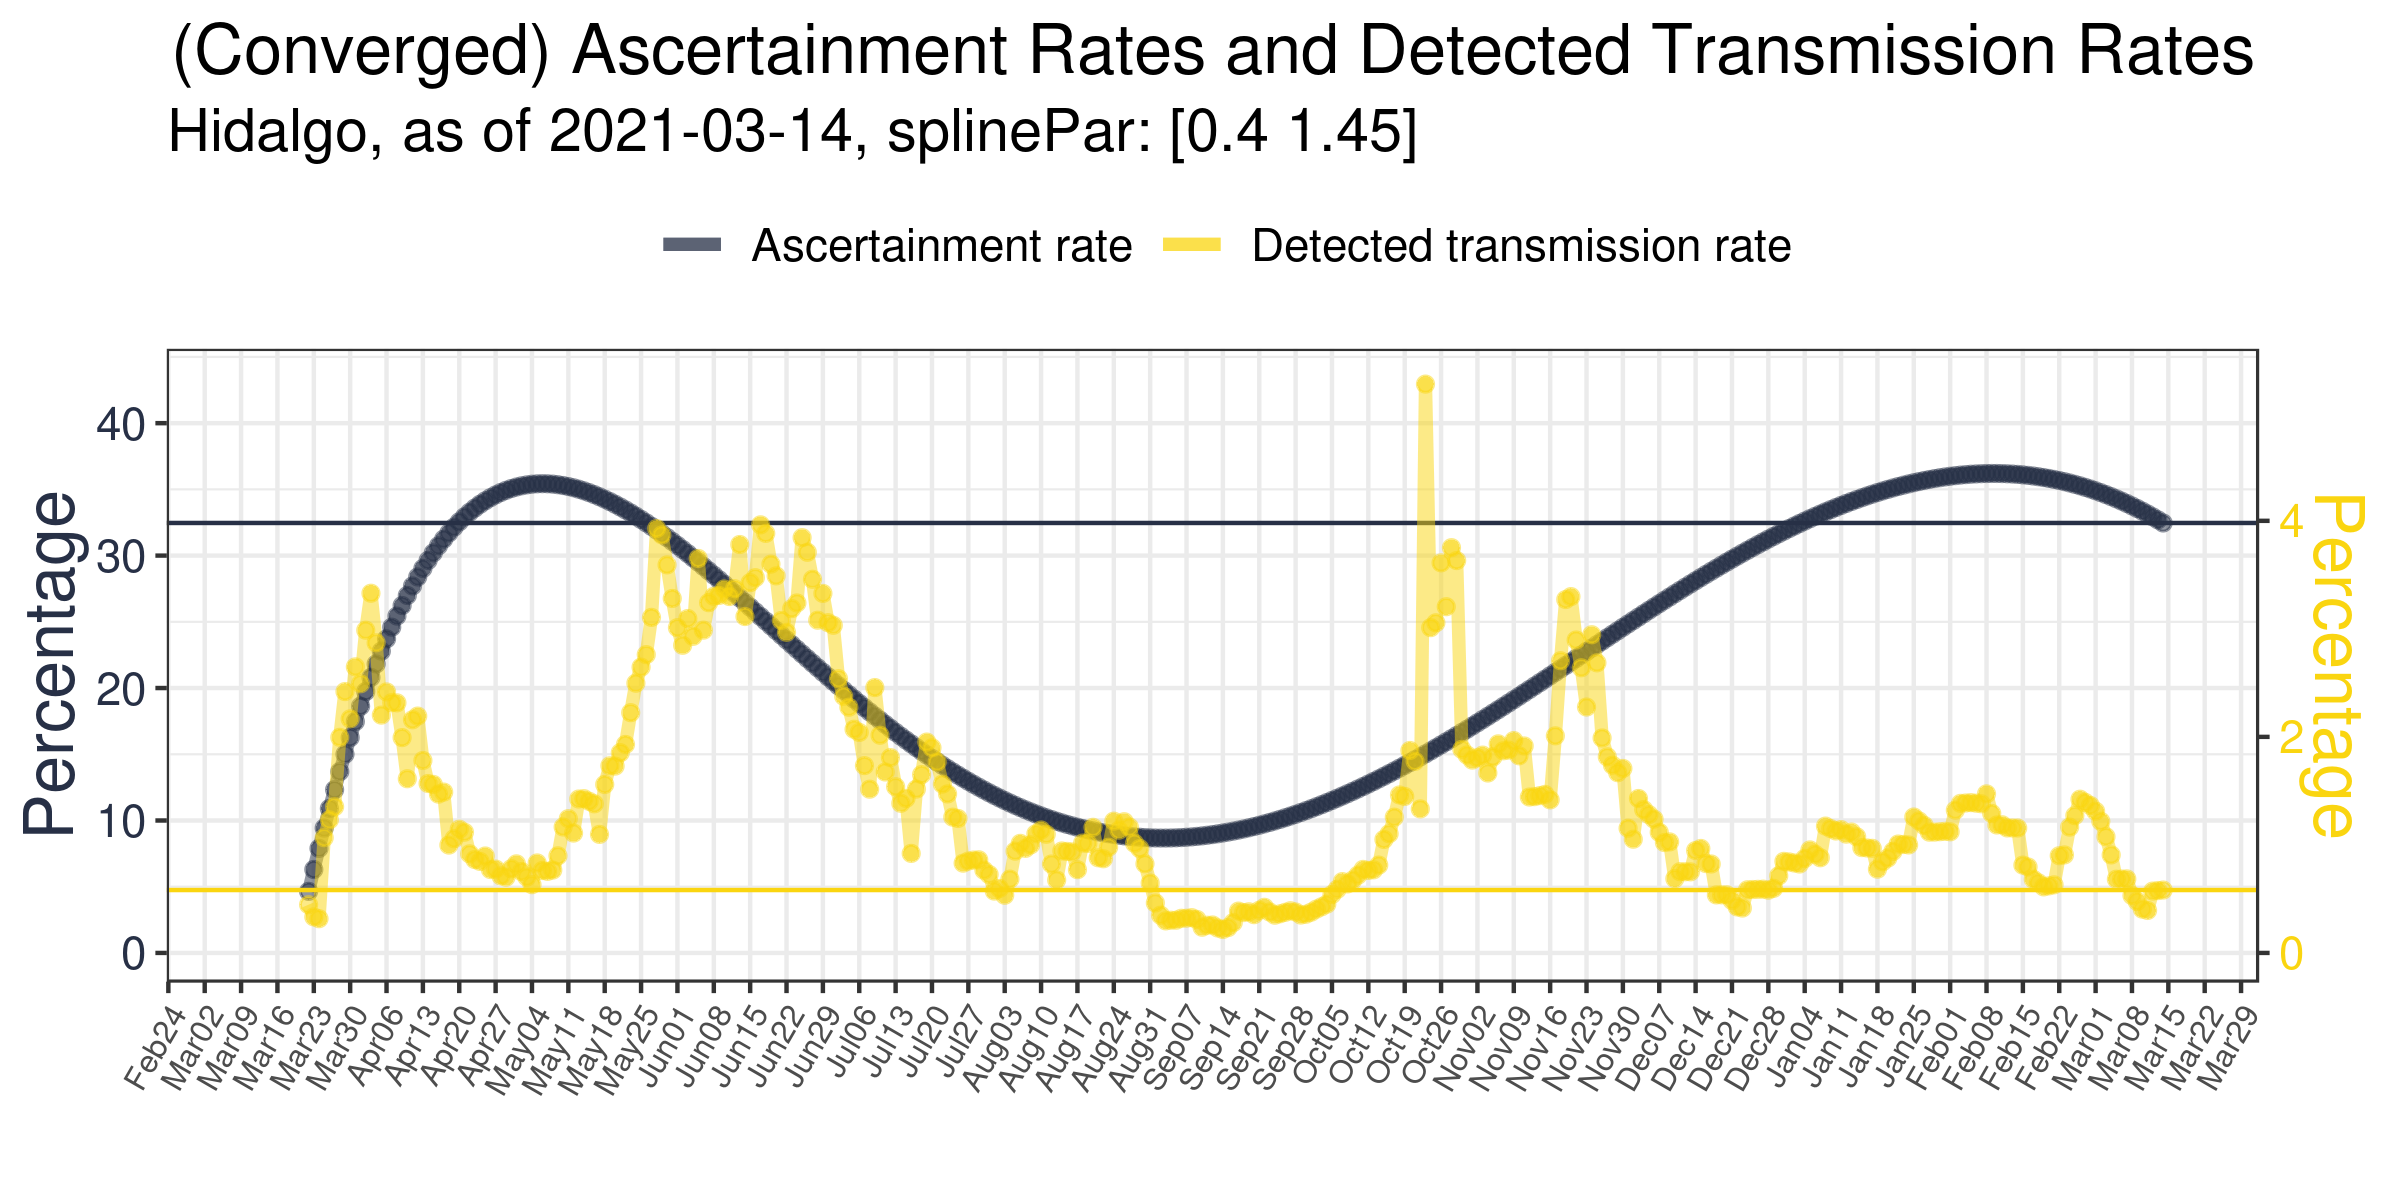 (Converged) Ascertainment Rates and Detected Transmission Rates
Hidalgo, as of 2021-03-14, splinePar: [0.4 1.45]
Ascertainment rate
Detected transmission rate
Percentage
40
30
20
10
0
4
2
0
Percentage
Feb24
Mar02
Mar09
Mar16
Mar23
Mar30
Apr06
Apr13
Apr20
Apr27
May04
May11
May18
May25
Jun01
Jun08
Jun15
Jun22
Jun29
Jul06
Jul13
Jul20
Jul27
Aug03
Aug10
Aug17
Aug24
Aug31
Sep07
Sep14
Sep21
Sep28
Oct05
Oct12
Oct19
Oct26
Nov02
Nov09
Nov16
Nov23
Nov30
Dec07
Dec14
Dec21
Dec28
Jan04
Jan11
Jan18
Jan25
Feb01
Feb08
Feb15
Feb22
Mar01
Mar08
Mar15
Mar22
Mar29